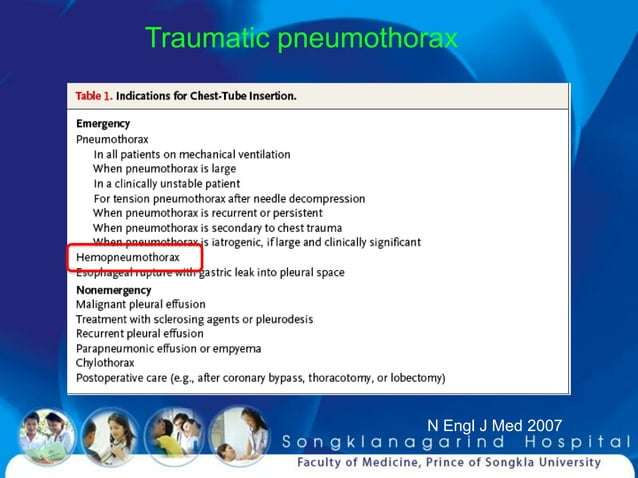 Traumatic pneumothorax
Table 1. Indications for Chest-Tube Insertion.
Emergency
Pneumothorax
In all patients on mechanical ventilation
When pneumothorax is large
In a clinically unstable patient
For tension pneumothorax after needle decompression
When pneumothorax is recurrent or persistent
When pneumothorax is secondary to chest trauma
When pneumothorax is iatrogenic, if large and clinically significant
Hemopneumothorax
Esophageal rupture with gastric leak into pleural space
Nonemergency
Malignant pleural effusion
Treatment with sclerosing agents or pleurodesis
Recurrent pleural effusion
Parapneumonic effusion or empyema
Chylothorax
Postoperative care (e.g., after coronary bypass, thoracotomy, or lobectomy)
N Engl J Med 2007
Songklanagarind Hospital
Faculty of Medicine, Prince of Songkla University